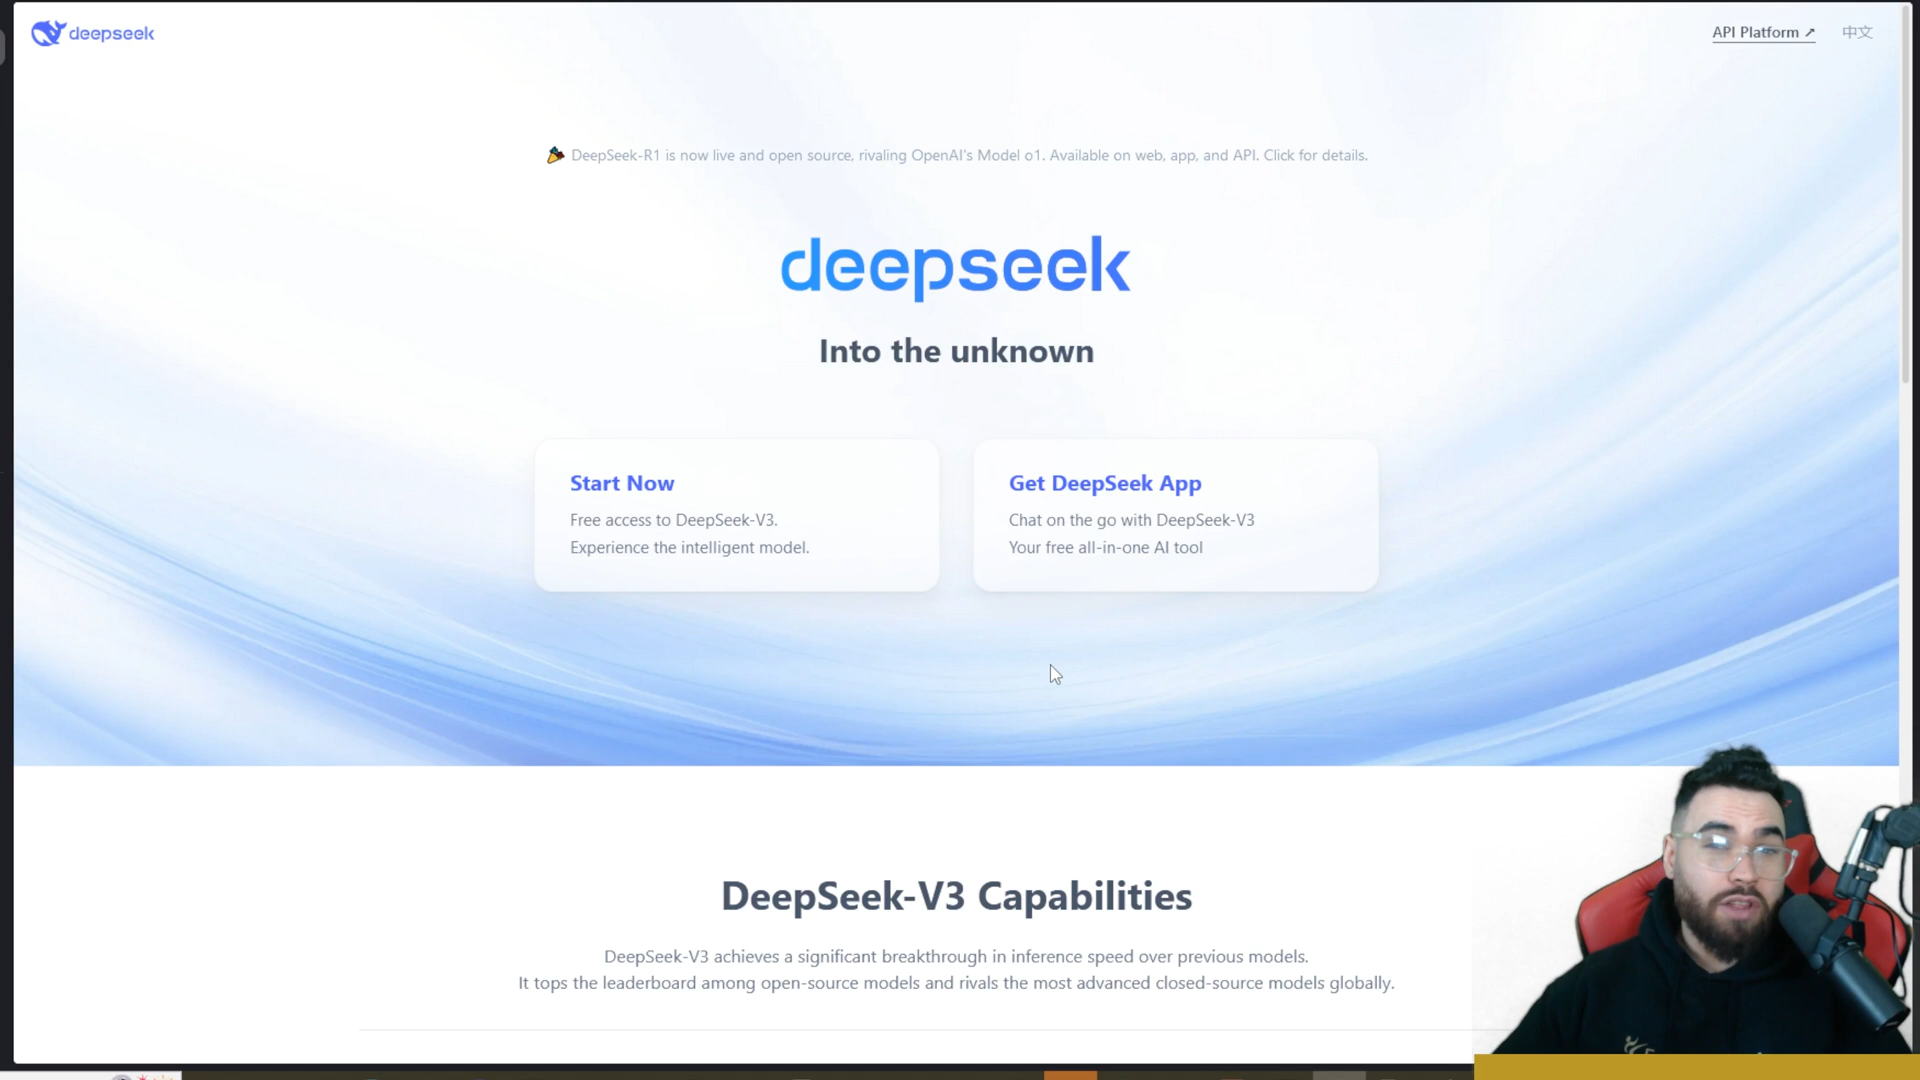 deepseek
API Platform ↗
中文
DeepSeek-R1 is now live and open source, rivaling OpenAI's Model o1. Available on web, app, and API. Click for details.
deepseek
Into the unknown
Start Now
Free access to DeepSeek-V3.
Experience the intelligent model.
Get DeepSeek App
Chat on the go with DeepSeek-V3
Your free all-in-one AI tool
DeepSeek-V3 Capabilities
DeepSeek-V3 achieves a significant breakthrough in inference speed over previous models.
It tops the leaderboard among open-source models and rivals the most advanced closed-source models globally.